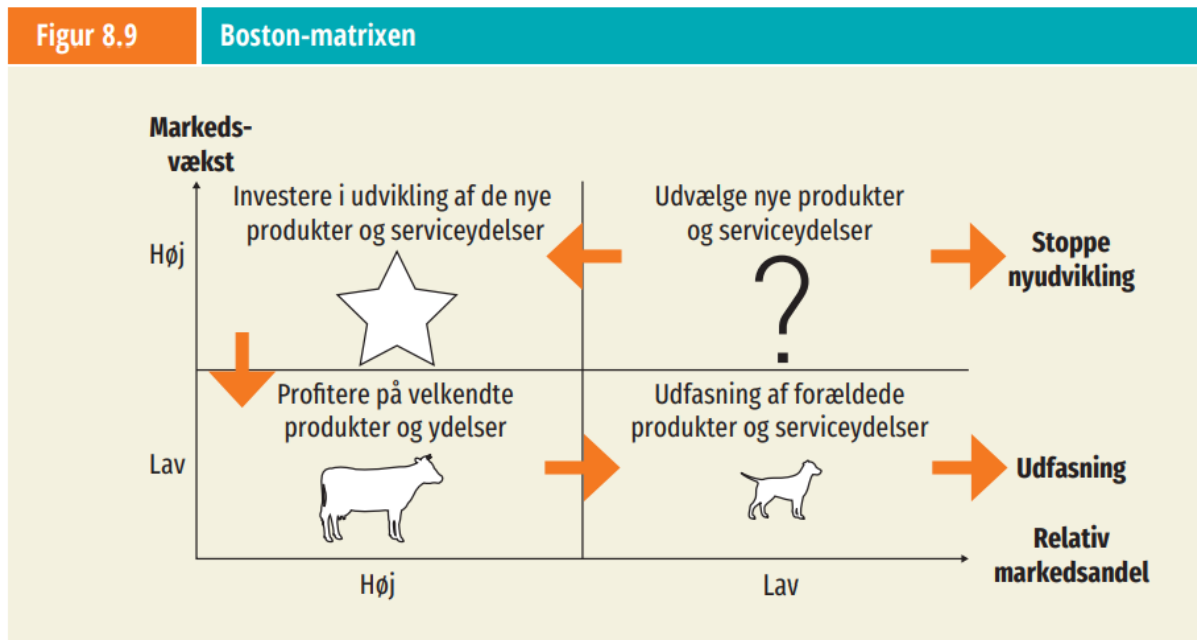 Figur 8.9
Boston-matrixen
Markeds-
vækst
Høj
Investere i udvikling af de nye
produkter og serviceydelser
Udvælge nye produkter
og serviceydelser
?
Stoppe
nyudvikling
Lav
Profitere på velkendte
produkter og ydelser
Udfasning af forældede
produkter og serviceydelser
Udfasning
Relativ
markedsandel
Høj
Lav